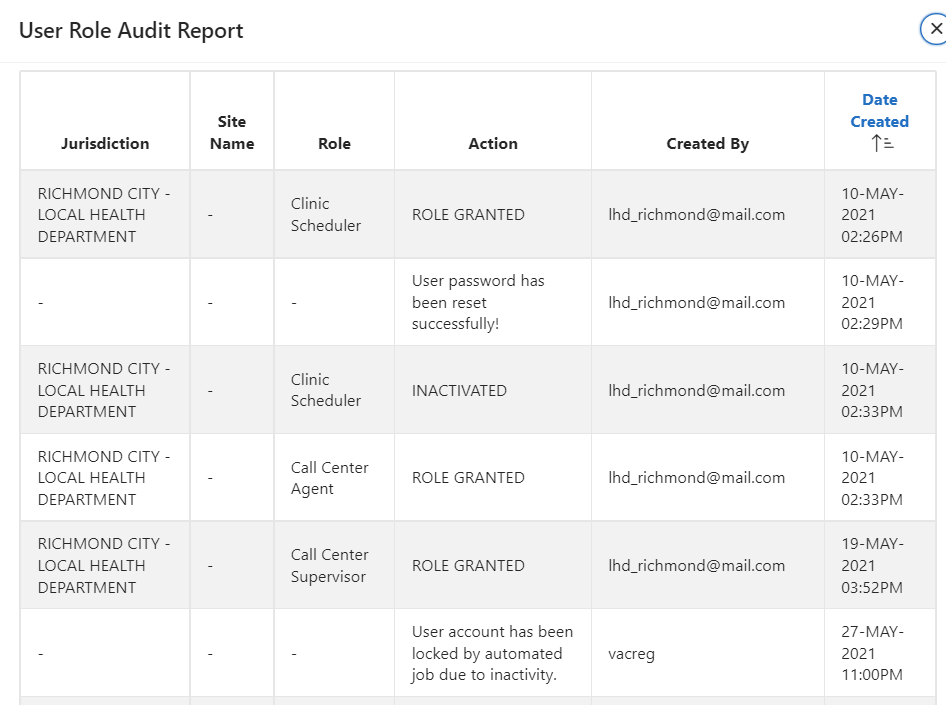 User Role Audit Report
Jurisdiction
Site
Name
Role
Action
Created By
Date
Created
RICHMOND CITY -
LOCAL HEALTH
DEPARTMENT
-
Clinic
Scheduler
ROLE GRANTED
lhd_richmond@mail.com
10-MAY-
2021
02:26PM
-
-
-
User password has
been reset
successfully!
lhd_richmond@mail.com
10-MAY-
2021
02:29PM
RICHMOND CITY -
LOCAL HEALTH
DEPARTMENT
-
Clinic
Scheduler
INACTIVATED
lhd_richmond@mail.com
10-MAY-
2021
02:33PM
RICHMOND CITY -
LOCAL HEALTH
DEPARTMENT
-
Call Center
Agent
ROLE GRANTED
lhd_richmond@mail.com
10-MAY-
2021
02:33PM
RICHMOND CITY -
LOCAL HEALTH
DEPARTMENT
-
Call Center
Supervisor
ROLE GRANTED
lhd_richmond@mail.com
19-MAY-
2021
03:52PM
-
-
-
User account has been
locked by automated
job due to inactivity.
vacreg
27-MAY-
2021
11:00PM